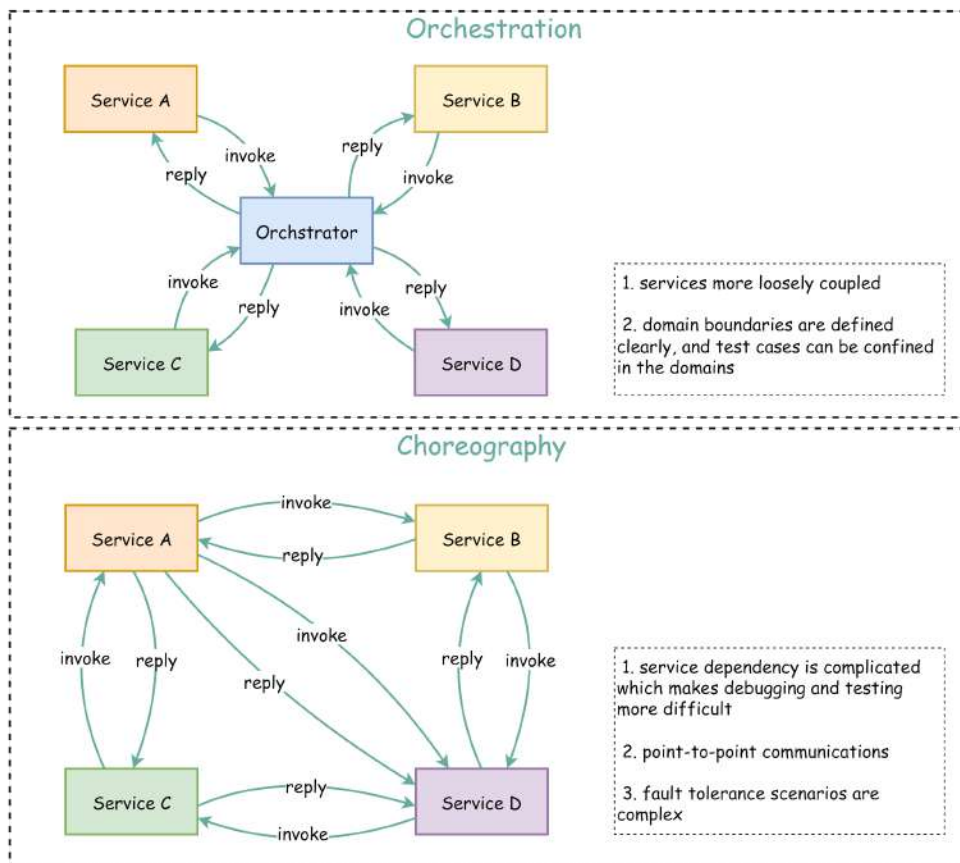 Orchestration
Service A
Service B
invoke
reply
reply
invoke
Orchstrator
invoke
reply
reply
invoke
Service C
Service D
1. services more loosely coupled
2. domain boundaries are defined
clearly, and test cases can be confined
in the domains
Choreography
Service A
Service B
invoke
reply
invoke
reply
invoke
reply
reply
invoke
Service C
Service D
reply
invoke
1. service dependency is complicated
which makes debugging and testing
more difficult
2. point-to-point communications
3. fault tolerance scenarios are
complex